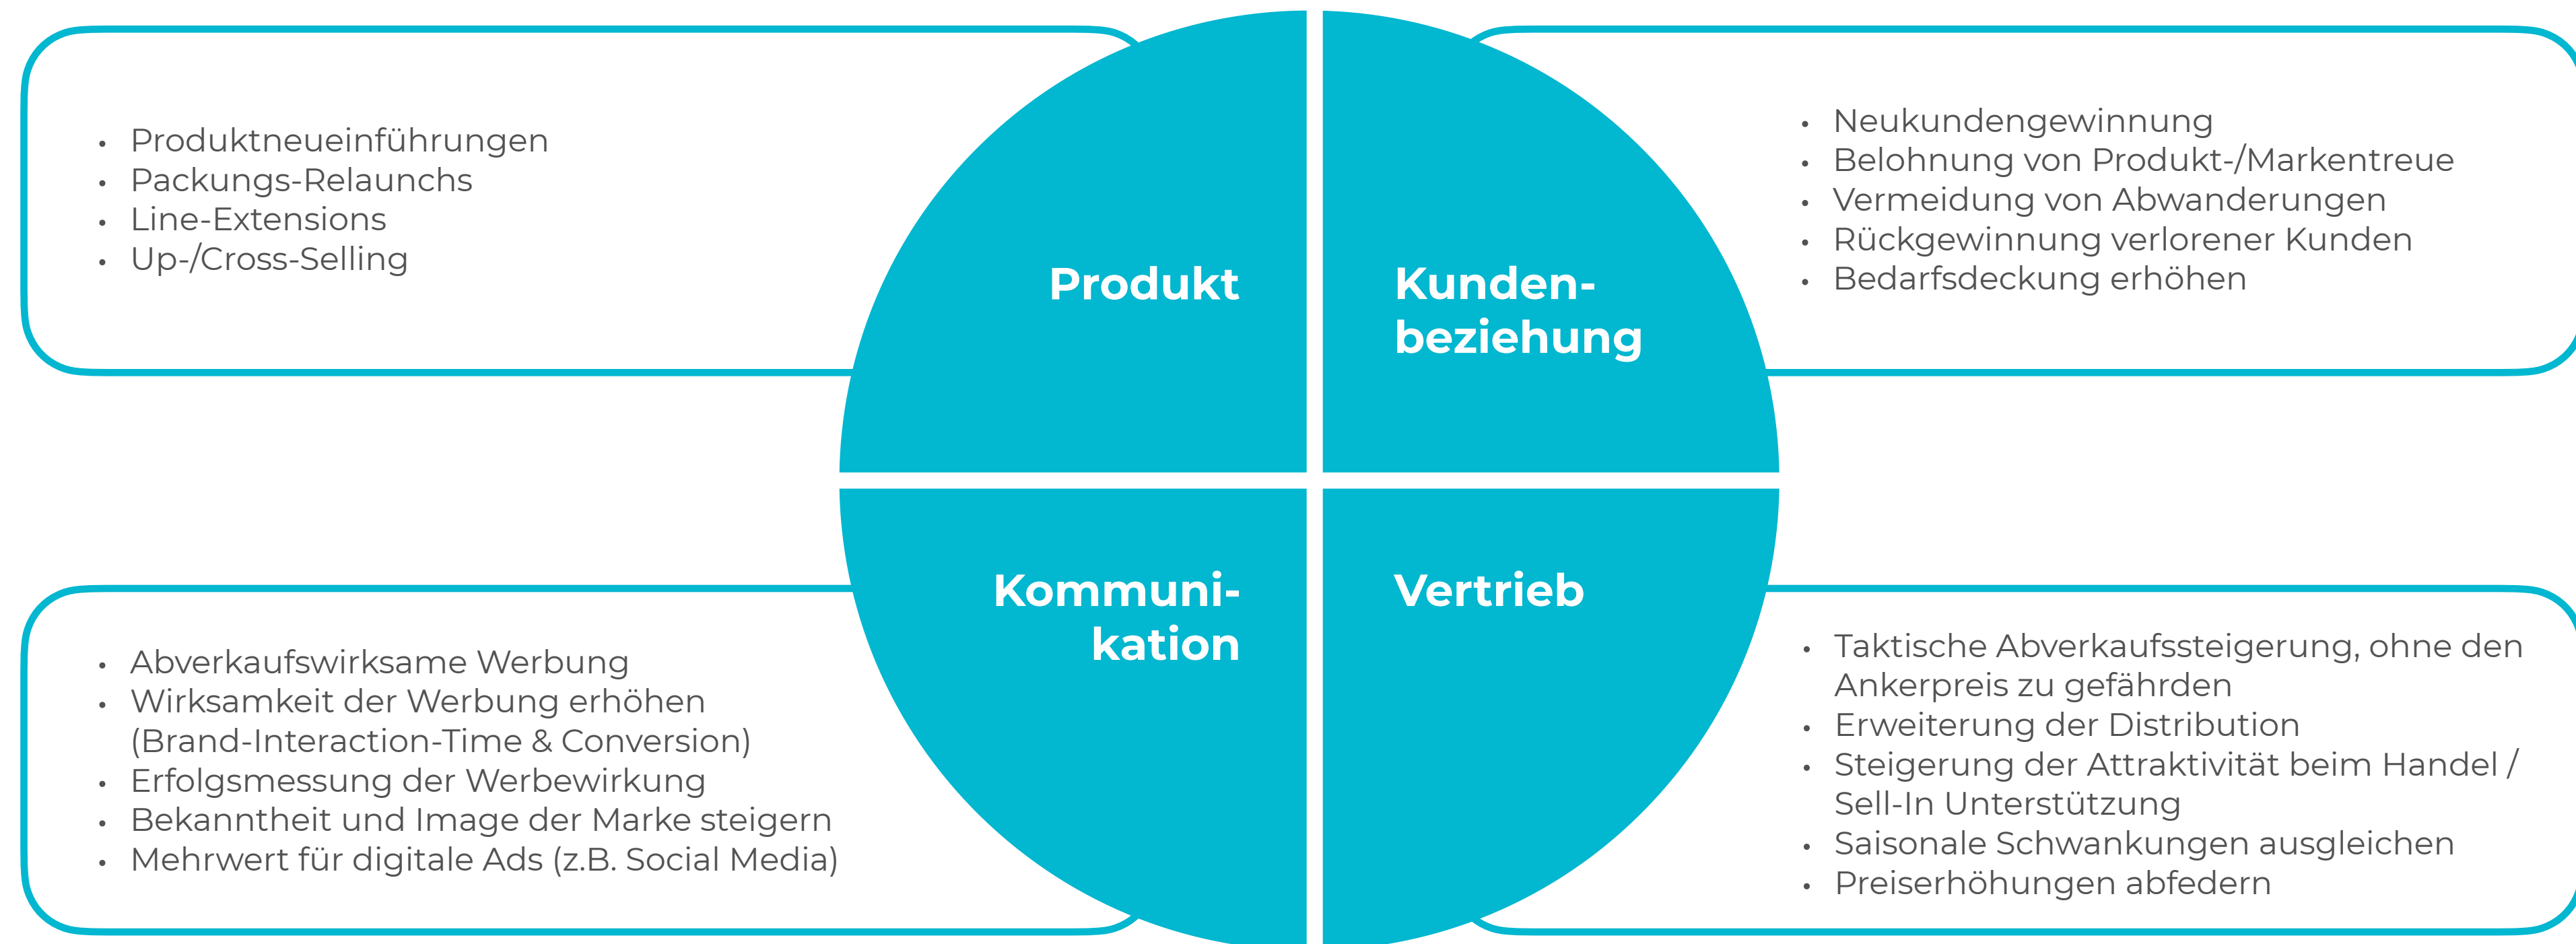 • Produktneueinführungen
• Packungs-Relaunchs
• Line-Extensions
• Up-/Cross-Selling
Produkt
Kunden-
beziehung
• Neukundengewinnung
• Belohnung von Produkt-/Markentreue
• Vermeidung von Abwanderungen
• Rückgewinnung verlorener Kunden
• Bedarfsdeckung erhöhen
• Abverkaufswirksame Werbung
• Wirksamkeit der Werbung erhöhen
(Brand-Interaction-Time & Conversion)
• Erfolgsmessung der Werbewirkung
• Bekanntheit und Image der Marke steigern
• Mehrwert für digitale Ads (z.B. Social Media)
Kommuni-
kation
Vertrieb
• Taktische Abverkaufssteigerung, ohne den
Ankerpreis zu gefährden
• Erweiterung der Distribution
• Steigerung der Attraktivität beim Handel /
Sell-In Unterstützung
• Saisonale Schwankungen ausgleichen
• Preiserhöhungen abfedern